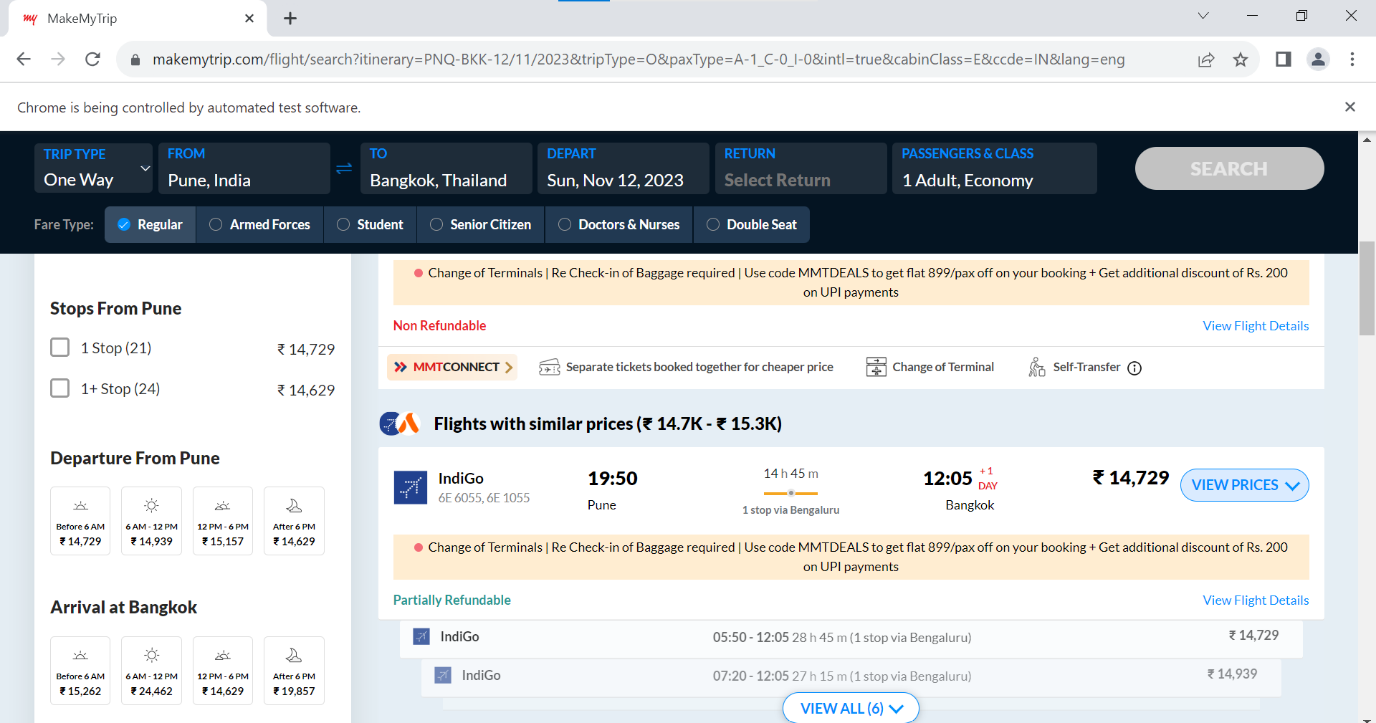 my MakeMyTrip
makemytrip.com/flight/search?itinerary=PNQ-BKK-12/11/2023&tripType=O&paxType=A-1_C-0_I-0&intl=true&cabinClass=E&ccde=IN&lang=eng
Chrome is being controlled by automated test software.
TRIP TYPE
One Way
FROM
Pune, India
TO
Bangkok, Thailand
DEPART
Sun, Nov 12, 2023
RETURN
Select Return
PASSENGERS & CLASS
1 Adult, Economy
SEARCH
Fare Type: Regular Armed Forces Student Senior Citizen Doctors & Nurses Double Seat
Stops From Pune
1 Stop (21) ₹ 14,729
1+ Stop (24) ₹ 14,629
Departure From Pune
Before 6 AM
₹ 14,729
6 AM - 12 PM
₹ 14,939
12 PM - 6 PM
₹ 15,157
After 6 PM
₹ 14,629
Arrival at Bangkok
Before 6 AM
₹ 15,262
6 AM - 12 PM
₹ 24,462
12 PM - 6 PM
₹ 14,629
After 6 PM
₹ 19,857
Change of Terminals | Re Check-in of Baggage required | Use code MMTDEALS to get flat 899/pax off on your booking + Get additional discount of Rs. 200
on UPI payments
Non Refundable View Flight Details
MMTCONNECT Separate tickets booked together for cheaper price Change of Terminal Self-Transfer
Flights with similar prices (₹ 14.7K - ₹ 15.3K)
IndiGo
6E 6055, 6E 1055
19:50
Pune
14 h 45 m
1 stop via Bengaluru
12:05 +1 DAY
Bangkok
₹ 14,729
VIEW PRICES
Change of Terminals | Re Check-in of Baggage required | Use code MMTDEALS to get flat 899/pax off on your booking + Get additional discount of Rs. 200
on UPI payments
Partially Refundable View Flight Details
IndiGo 05:50 - 12:05 28 h 45 m (1 stop via Bengaluru) ₹ 14,729
IndiGo 07:20 - 12:05 27 h 15 m (1 stop via Bengaluru) ₹ 14,939
VIEW ALL (6)